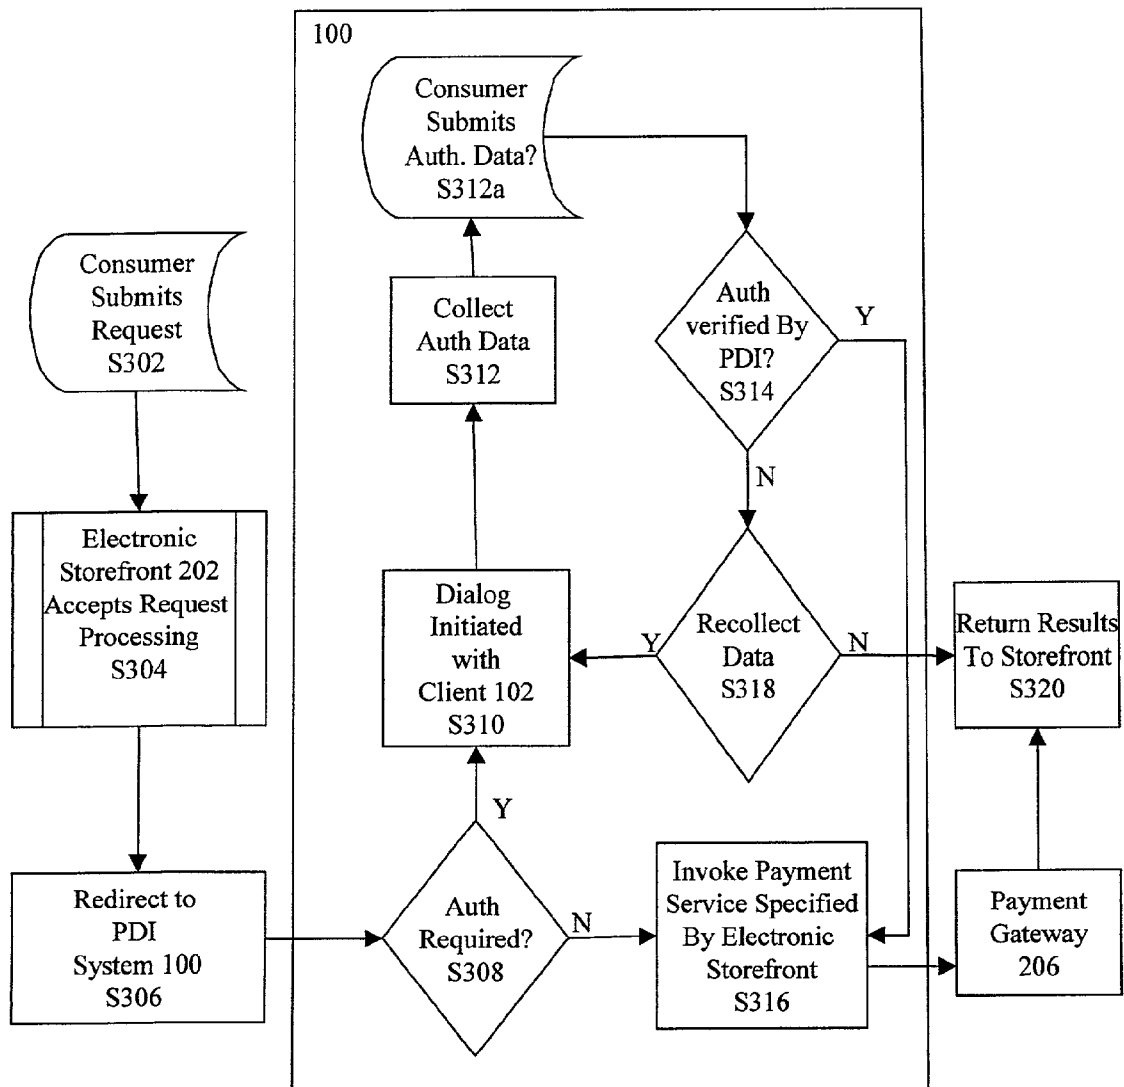 100
Consumer
Submits
Auth. Data?
S312a
Consumer
Submits
Request
S302
Collect
Auth Data
S312
Auth
verified By
PDI?
S314
Y
N
Electronic
Storefront 202
Accepts Request
Processing
S304
Dialog
Initiated
with
Client 102
S310
Y
Recollect
Data
S318
N
Return Results
To Storefront
S320
Y
Redirect to
PDI
System 100
S306
Auth
Required?
S308
N
Invoke Payment
Service Specified
By Electronic
Storefront
S316
Payment
Gateway
206